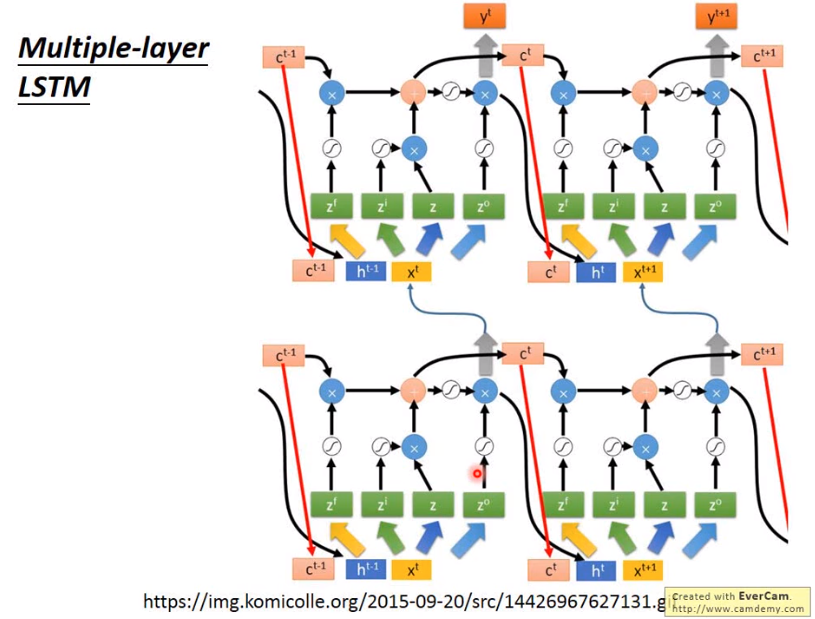 Multiple-layer
LSTM
y^t
y^t+1
c^t-1
c^t
c^t+1
×
+
×
×
+
×
×
×
z^f
z^i
z
z^o
z^f
z^i
z
z^o
c^t-1
h^t-1
x^t
c^t
h^t
x^t+1
c^t-1
c^t
c^t+1
×
+
×
×
+
×
×
×
z^f
z^i
z
z^o
z^f
z^i
z
z^o
c^t-1
h^t-1
x^t
c^t
h^t
x^t+1
https://img.komicolle.org/2015-09-20/src/14426967627131.gif
Created with EverCam.
http://www.camdemy.com